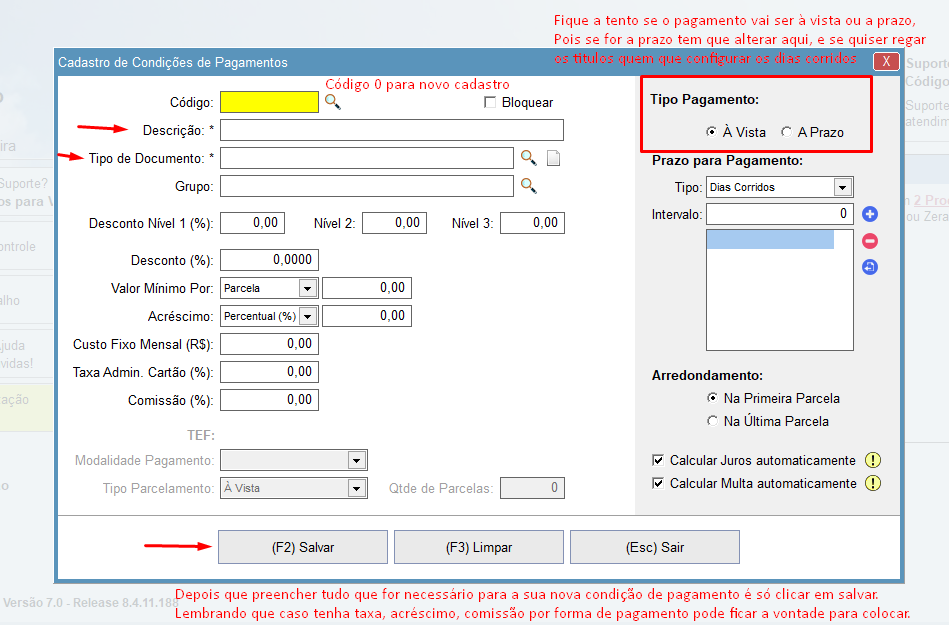 Fique a tento se o pagamento vai ser à vista ou a prazo,
Pois se for a prazo tem que alterar aqui, e se quiser regar
os titulos quem que configurar os dias corridos
Cadastro de Condições de Pagamentos X
Suporte
Código 0 para novo cadastro
Código:
Bloquear
Descrição: *
Tipo de Documento: *
Grupo:
Desconto Nível 1 (%): 0,00 Nível 2: 0,00 Nível 3: 0,00
Desconto (%): 0,0000
Valor Mínimo Por: Parcela 0,00
Acréscimo: Percentual (%) 0,00
Custo Fixo Mensal (R$): 0,00
Taxa Admin. Cartão (%): 0,00
Comissão (%): 0,00
TEF:
Modalidade Pagamento:
Tipo Parcelamento: À Vista Qtde de Parcelas: 0
Tipo Pagamento:
À Vista A Prazo
Prazo para Pagamento:
Tipo: Dias Corridos
Intervalo: 0
Arredondamento:
Na Primeira Parcela
Na Última Parcela
Calcular Juros automaticamente
Calcular Multa automaticamente
(F2) Salvar (F3) Limpar (Esc) Sair
Código
Suporte
atendim
2 Pro
ou Zera
ira
Suporte?
os para V
ontrole
alho
juda
vidas!
ração
o
Versão 7.0 - Release 8.4.11.188
Depois que preencher tudo que for necessário para a sua nova condição de pagamento é só clicar em salvar.
Lembrando que caso tenha taxa, acréscimo, comissão por forma de pagamento pode ficar a vontade para colocar.